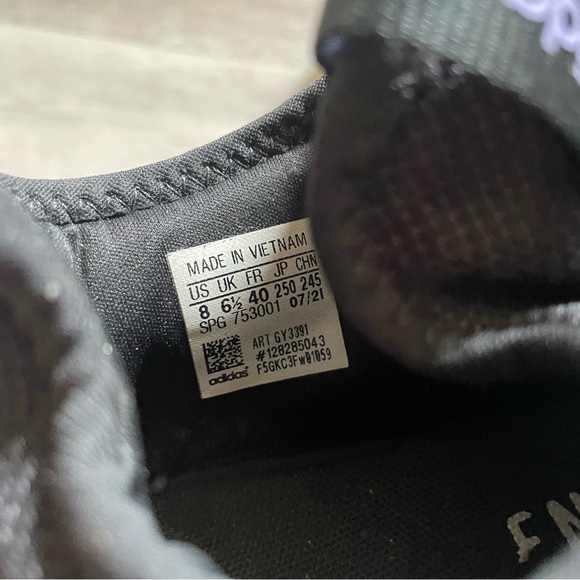 MADE IN VIETNAM
US UK FR JP CHN
8 6½ 40 250 245
SPG 753001 07/21
ART GY3391
#128285043
F5GKC3FW01059
adidas